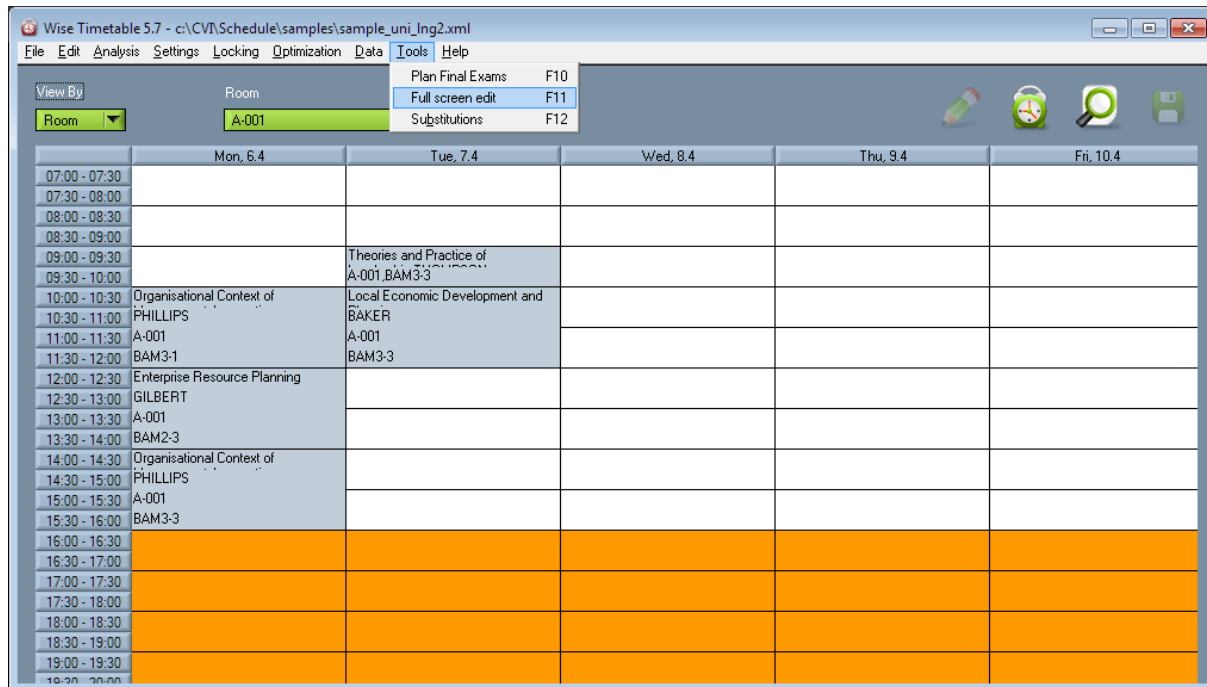 Wise Timetable 5.7 - c:\CVI\Schedule\samples\sample_uni_lng2.xml
File Edit Analysis Settings Locking Optimization Data Tools Help
Plan Final Exams F10
Full screen edit F11
Substitutions F12
View By Room
Room A-001
Mon, 6.4 Tue, 7.4 Wed, 8.4 Thu, 9.4 Fri, 10.4
07:00 - 07:30
07:30 - 08:00
08:00 - 08:30
08:30 - 09:00
09:00 - 09:30 Theories and Practice of
09:30 - 10:00 A-001,BAM3-3
10:00 - 10:30 Organisational Context of Local Economic Development and
10:30 - 11:00 PHILLIPS BAKER
11:00 - 11:30 A-001 A-001
11:30 - 12:00 BAM3-1 BAM3-3
12:00 - 12:30 Enterprise Resource Planning
12:30 - 13:00 GILBERT
13:00 - 13:30 A-001
13:30 - 14:00 BAM2-3
14:00 - 14:30 Organisational Context of
14:30 - 15:00 PHILLIPS
15:00 - 15:30 A-001
15:30 - 16:00 BAM3-3
16:00 - 16:30
16:30 - 17:00
17:00 - 17:30
17:30 - 18:00
18:00 - 18:30
18:30 - 19:00
19:00 - 19:30